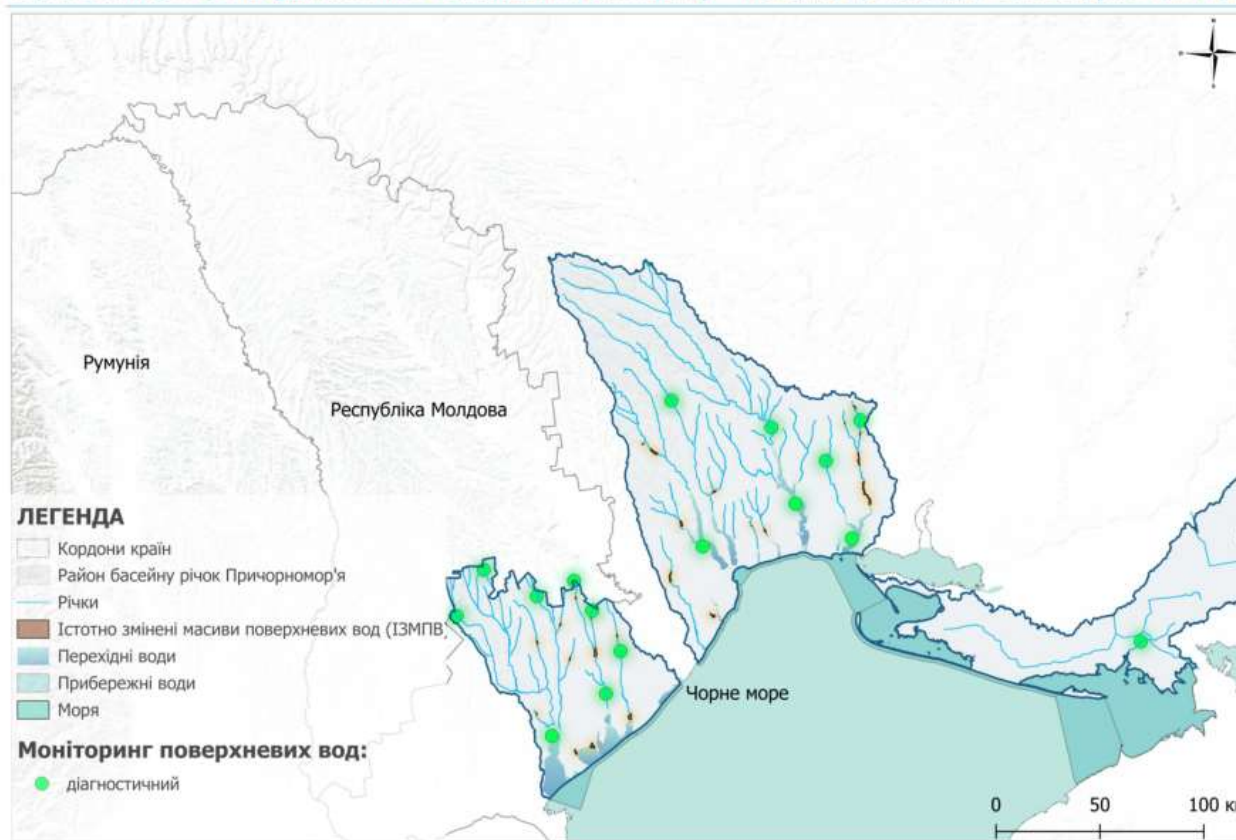 Румунія
Республіка Молдова
Чорне море
ЛЕГЕНДА
Кордони країн
Район басейну річок Причорномор'я
Річки
Істотно змінені масиви поверхневих вод (ІЗМПВ)
Перехідні води
Прибережні води
Моря
Моніторинг поверхневих вод:
діагностичний
0 50 100 км